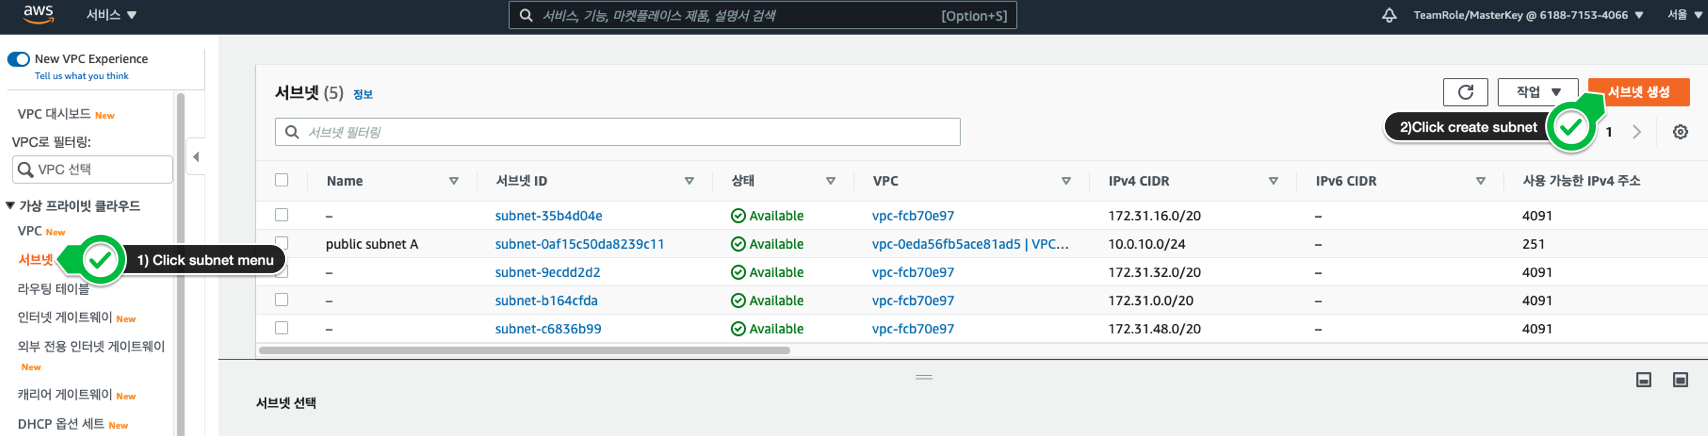 aws 서비스 ▼ 서비스, 기능, 마켓플레이스 제품, 설명서 검색 [Option+S] TeamRole/MasterKey @ 6188-7153-4066 ▼ 서울 ▼
New VPC Experience
Tell us what you think
VPC 대시보드 New
VPC로 필터링:
VPC 선택
▼ 가상 프라이빗 클라우드
VPC New
서브넷
1) Click subnet menu
라우팅 테이블
인터넷 게이트웨이 New
외부 전용 인터넷 게이트웨이
New
캐리어 게이트웨이 New
DHCP 옵션 세트 New
서브넷 (5) 정보
작업 ▼ 서브넷 생성
2)Click create subnet
서브넷 필터링
1
Name 서브넷 ID 상태 VPC IPv4 CIDR IPv6 CIDR 사용 가능한 IPv4 주소
– subnet-35b4d04e Available vpc-fcb70e97 172.31.16.0/20 – 4091
public subnet A subnet-0af15c50da8239c11 Available vpc-0eda56fb5ace81ad5 | VPC... 10.0.10.0/24 – 251
– subnet-9ecdd2d2 Available vpc-fcb70e97 172.31.32.0/20 – 4091
– subnet-b164cfda Available vpc-fcb70e97 172.31.0.0/20 – 4091
– subnet-c6836b99 Available vpc-fcb70e97 172.31.48.0/20 – 4091
서브넷 선택